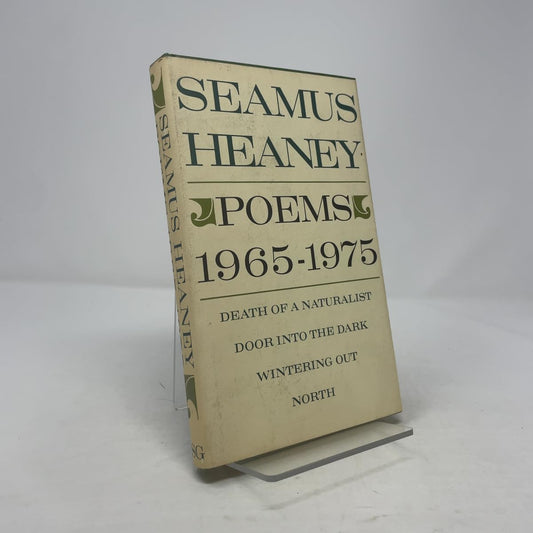 SEAMUS
HEANEY
POEMS
1965-1975
DEATH OF A NATURALIST
DOOR INTO THE DARK
WINTERING OUT
NORTH
SEAMUS HEANEY